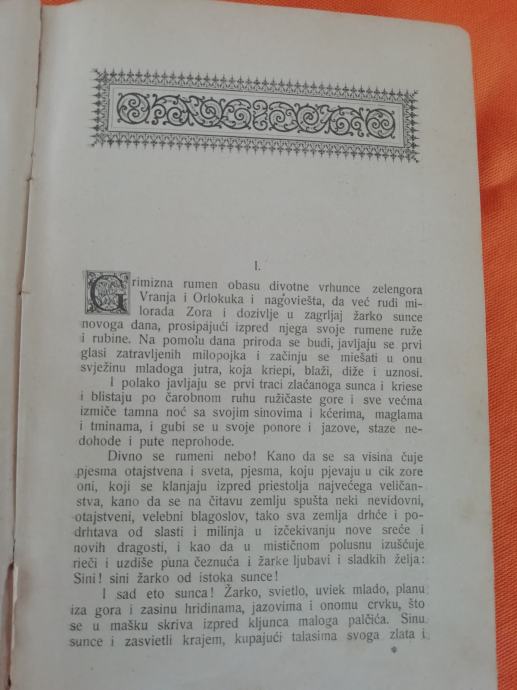 I.
Grimizna rumen obasu divotne vrhunce zelengora
Vranja i Orlokuka i nagoviešta, da već rudi mi-
lorada Zora i dozivlje u zagrljaj žarko sunce
novoga dana, prosipajući izpred njega svoje rumene ruže
i rubine. Na pomolu dana priroda se budi, javljaju se prvi
glasi zatravljenih milopojka i začinju se miešati u onu
svježinu mladoga jutra, koja kriepi, blaži, diže i uznosi.
I polako javljaju se prvi traci zlaćanoga sunca i kriese
i blistaju po čarobnom ruhu ružičaste gore i sve većma
izmiče tamna noć sa svojim sinovima i kćerima, maglama
i tminama, i gubi se u svoje ponore i jazove, staze ne-
dohode i pute neprohode.
Divno se rumeni nebo! Kano da se sa visina čuje
pjesma otajstvena i sveta, pjesma, koju pjevaju u cik zore
oni, koji se klanjaju izpred priestolja najvećega veličan-
stva, kano da se na čitavu zemlju spušta neki nevidovni,
otajstveni, velebni blagoslov, tako sva zemlja drhće i po-
drhtava od slasti i milinja u izčekivanju nove sreće i
novih dragosti, i kao da u mističnom polusnu izušćuje
rieči i uzdiše puna čeznuća i žarke ljubavi i sladkih želja:
Sini! sini žarko od istoka sunce!
I sad eto sunca! Žarko, svietlo, uviek mlado, planu
iza gora i zasinu hridinama, jazovima i onomu crvku, što
se u mašku skriva izpred kljunca maloga palčića. Sinu
sunce i zasvietli krajem, kupajući talasima svoga zlata i